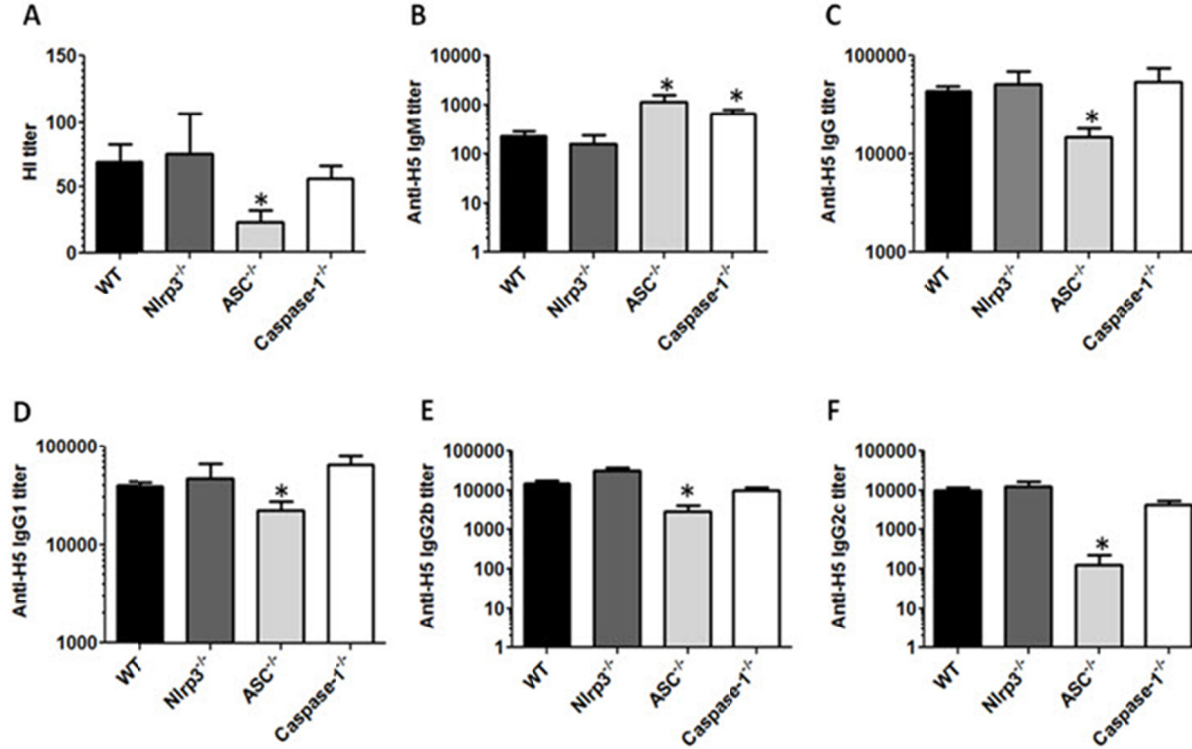 A
HI titer
150
100
50
0
*
WT
Nlrp3-/-
ASC-/-
Caspase-1-/-
B
Anti-H5 IgM titer
10000
1000
100
10
1
*
*
WT
Nlrp3-/-
ASC-/-
Caspase-1-/-
C
Anti-H5 IgG titer
100000
10000
1000
*
WT
Nlrp3-/-
ASC-/-
Caspase-1-/-
D
Anti-H5 IgG1 titer
100000
10000
1000
*
WT
Nlrp3-/-
ASC-/-
Caspase-1-/-
E
Anti-H5 IgG2b titer
100000
10000
1000
100
10
1
*
WT
Nlrp3-/-
ASC-/-
Caspase-1-/-
F
Anti-H5 IgG2c titer
100000
10000
1000
100
10
1
*
WT
Nlrp3-/-
ASC-/-
Caspase-1-/-